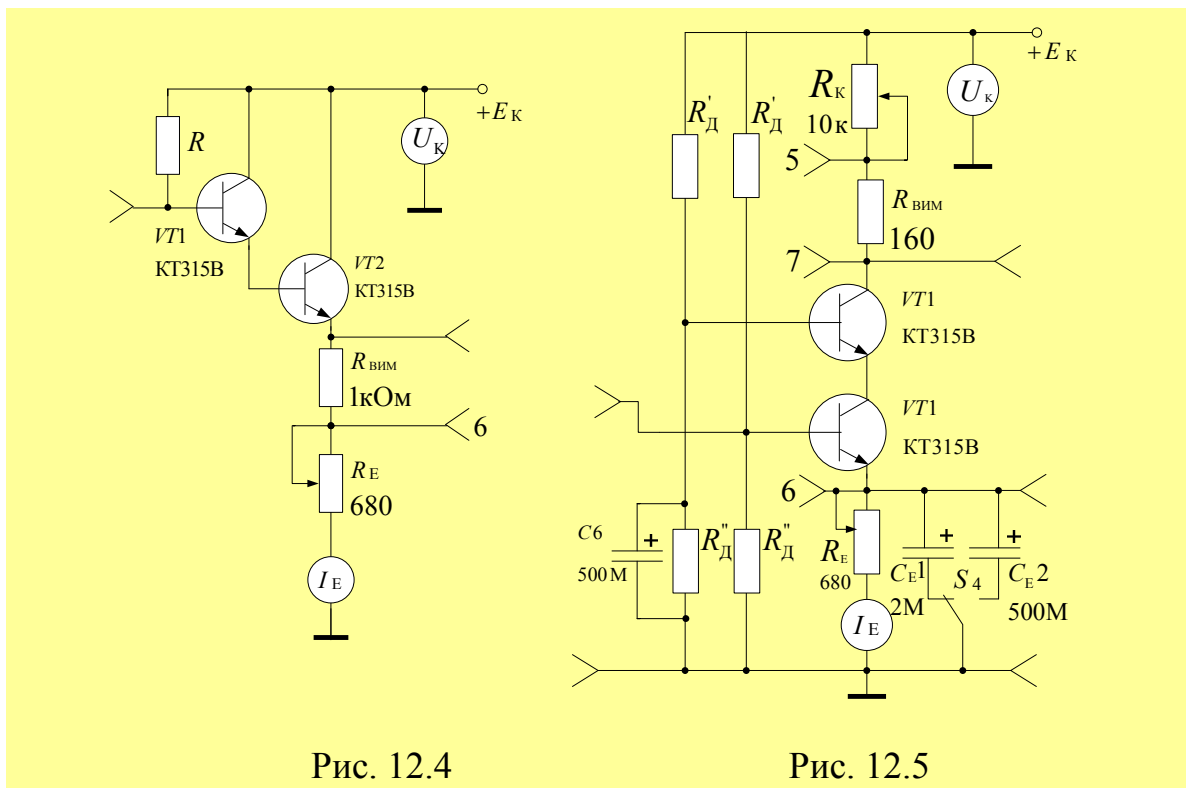 +E К
R
U К
VT1
КТ315В
VT2
КТ315В
R вим
1кОм
6
R Е
680
I Е
Рис. 12.4
+E К
R К
10к
U к
R' Д
R' Д
5
R вим
160
7
VT1
КТ315В
VT1
КТ315В
6
C6
+
500М
R" Д
R" Д
R Е
680
+
C Е 1
2М
S 4
+
C Е 2
500М
I Е
Рис. 12.5